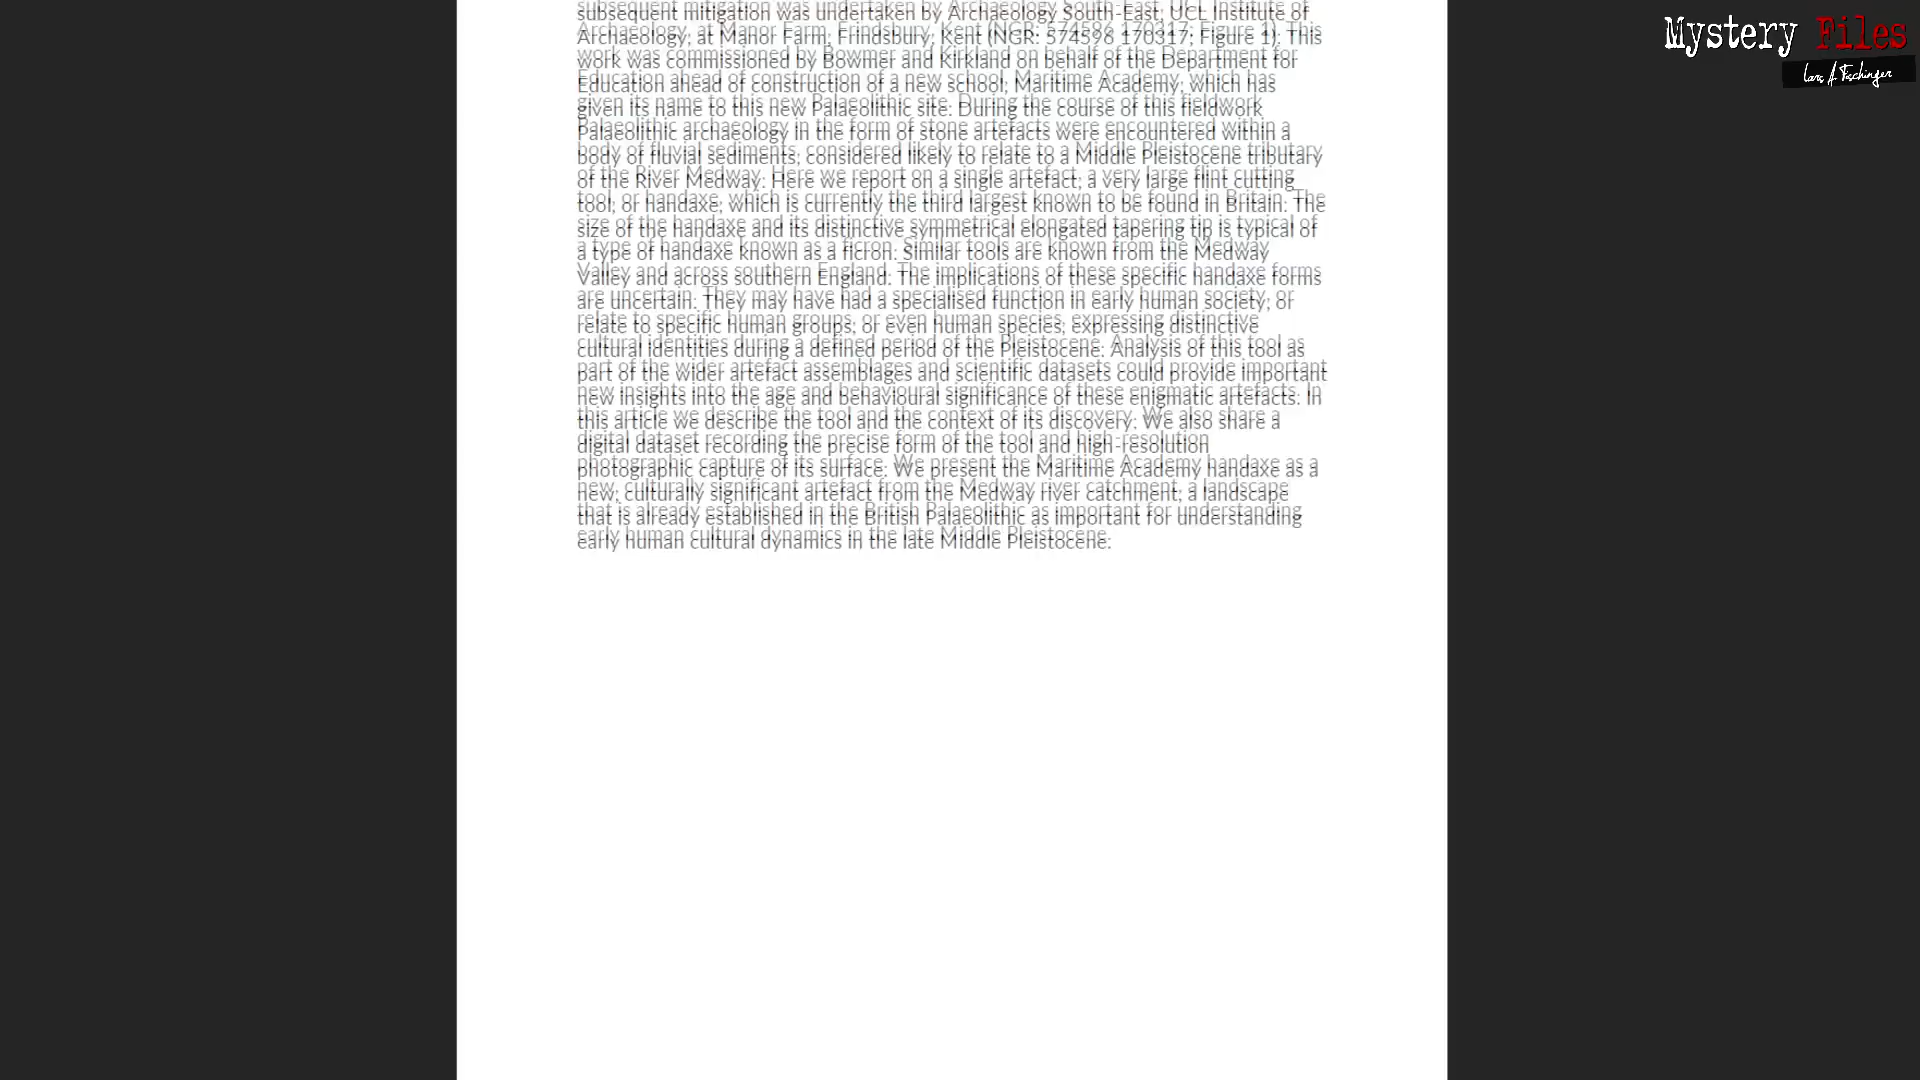 subsequent mitigation was undertaken by Archaeology South-East, UCL Institute of
Archaeology, at Manor Farm, Frindsbury, Kent (NGR: 574596 170317; Figure 1). This
work was commissioned by Bowmer and Kirkland on behalf of the Department for
Education ahead of construction of a new school, Maritime Academy, which has
given its name to this new Palaeolithic site. During the course of this fieldwork
Palaeolithic archaeology in the form of stone artefacts were encountered within a
body of fluvial sediments, considered likely to relate to a Middle Pleistocene tributary
of the River Medway. Here we report on a single artefact, a very large flint cutting
tool, or handaxe, which is currently the third largest known to be found in Britain. The
size of the handaxe and its distinctive symmetrical elongated tapering tip is typical of
a type of handaxe known as a ficron. Similar tools are known from the Medway
Valley and across southern England. The implications of these specific handaxe forms
are uncertain. They may have had a specialised function in early human society, or
relate to specific human groups, or even human species, expressing distinctive
cultural identities during a defined period of the Pleistocene. Analysis of this tool as
part of the wider artefact assemblages and scientific datasets could provide important
new insights into the age and behavioural significance of these enigmatic artefacts. In
this article we describe the tool and the context of its discovery. We also share a
digital dataset recording the precise form of the tool and high-resolution
photographic capture of its surface. We present the Maritime Academy handaxe as a
new, culturally significant artefact from the Medway river catchment, a landscape
that is already established in the British Palaeolithic as important for understanding
early human cultural dynamics in the late Middle Pleistocene.
Mystery Files
Lars A. Fischinger